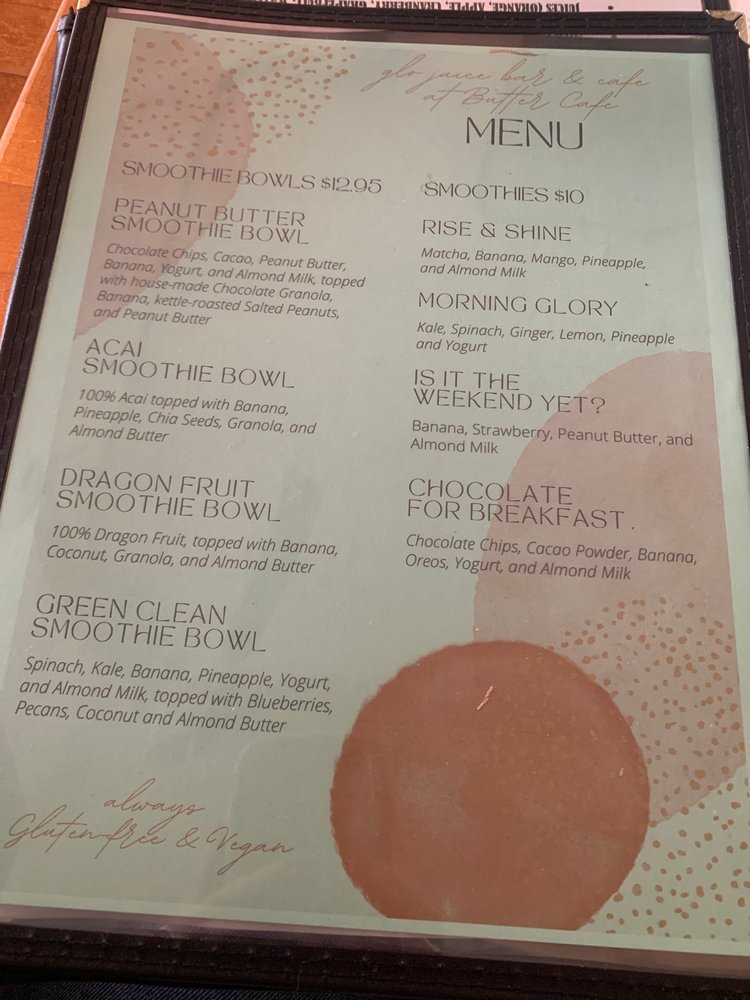 JUICES (ORANGE, APPLE, CRANBERRY, GRAPEFRUIT,
glo juice bar & cafe
at Butter Cafe
MENU
SMOOTHIE BOWLS $12.95
PEANUT BUTTER
SMOOTHIE BOWL
Chocolate Chips, Cacao, Peanut Butter,
Banana, Yogurt, and Almond Milk, topped
with house-made Chocolate Granola,
Banana, kettle-roasted Salted Peanuts,
and Peanut Butter
ACAI
SMOOTHIE BOWL
100% Acai topped with Banana,
Pineapple, Chia Seeds, Granola, and
Almond Butter
DRAGON FRUIT
SMOOTHIE BOWL
100% Dragon Fruit, topped with Banana,
Coconut, Granola, and Almond Butter
GREEN CLEAN
SMOOTHIE BOWL
Spinach, Kale, Banana, Pineapple, Yogurt,
and Almond Milk, topped with Blueberries,
Pecans, Coconut and Almond Butter
always
Gluten-free & Vegan
SMOOTHIES $10
RISE & SHINE
Matcha, Banana, Mango, Pineapple,
and Almond Milk
MORNING GLORY
Kale, Spinach, Ginger, Lemon, Pineapple
and Yogurt
IS IT THE
WEEKEND YET?
Banana, Strawberry, Peanut Butter, and
Almond Milk
CHOCOLATE
FOR BREAKFAST .
Chocolate Chips, Cacao Powder, Banana,
Oreos, Yogurt, and Almond Milk